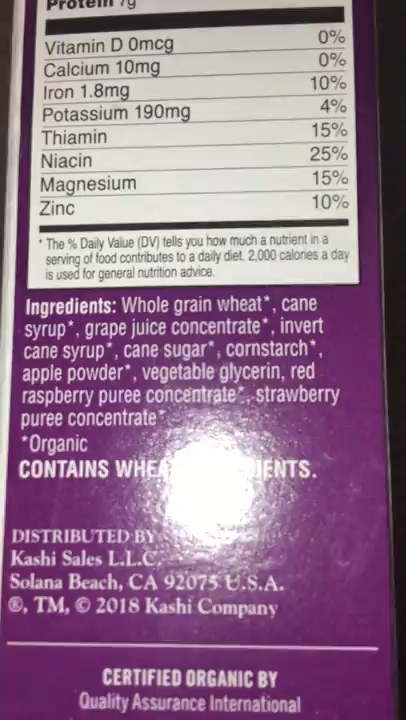 Protein 7g
Vitamin D 0mcg 0%
Calcium 10mg 0%
Iron 1.8mg 10%
Potassium 190mg 4%
Thiamin 15%
Niacin 25%
Magnesium 15%
Zinc 10%
* The % Daily Value (DV) tells you how much a nutrient in a
serving of food contributes to a daily diet. 2,000 calories a day
is used for general nutrition advice.
Ingredients: Whole grain wheat*, cane
syrup*, grape juice concentrate*, invert
cane syrup*, cane sugar*, cornstarch*,
apple powder*, vegetable glycerin, red
raspberry puree concentrate*, strawberry
puree concentrate*
*Organic
CONTAINS
DISTRIBUTED BY
Kashi Sales L.L.C.
Solana Beach, CA 92075 U.S.A.
®, TM, © 2018 Kashi Company
CERTIFIED ORGANIC BY
Quality Assurance International